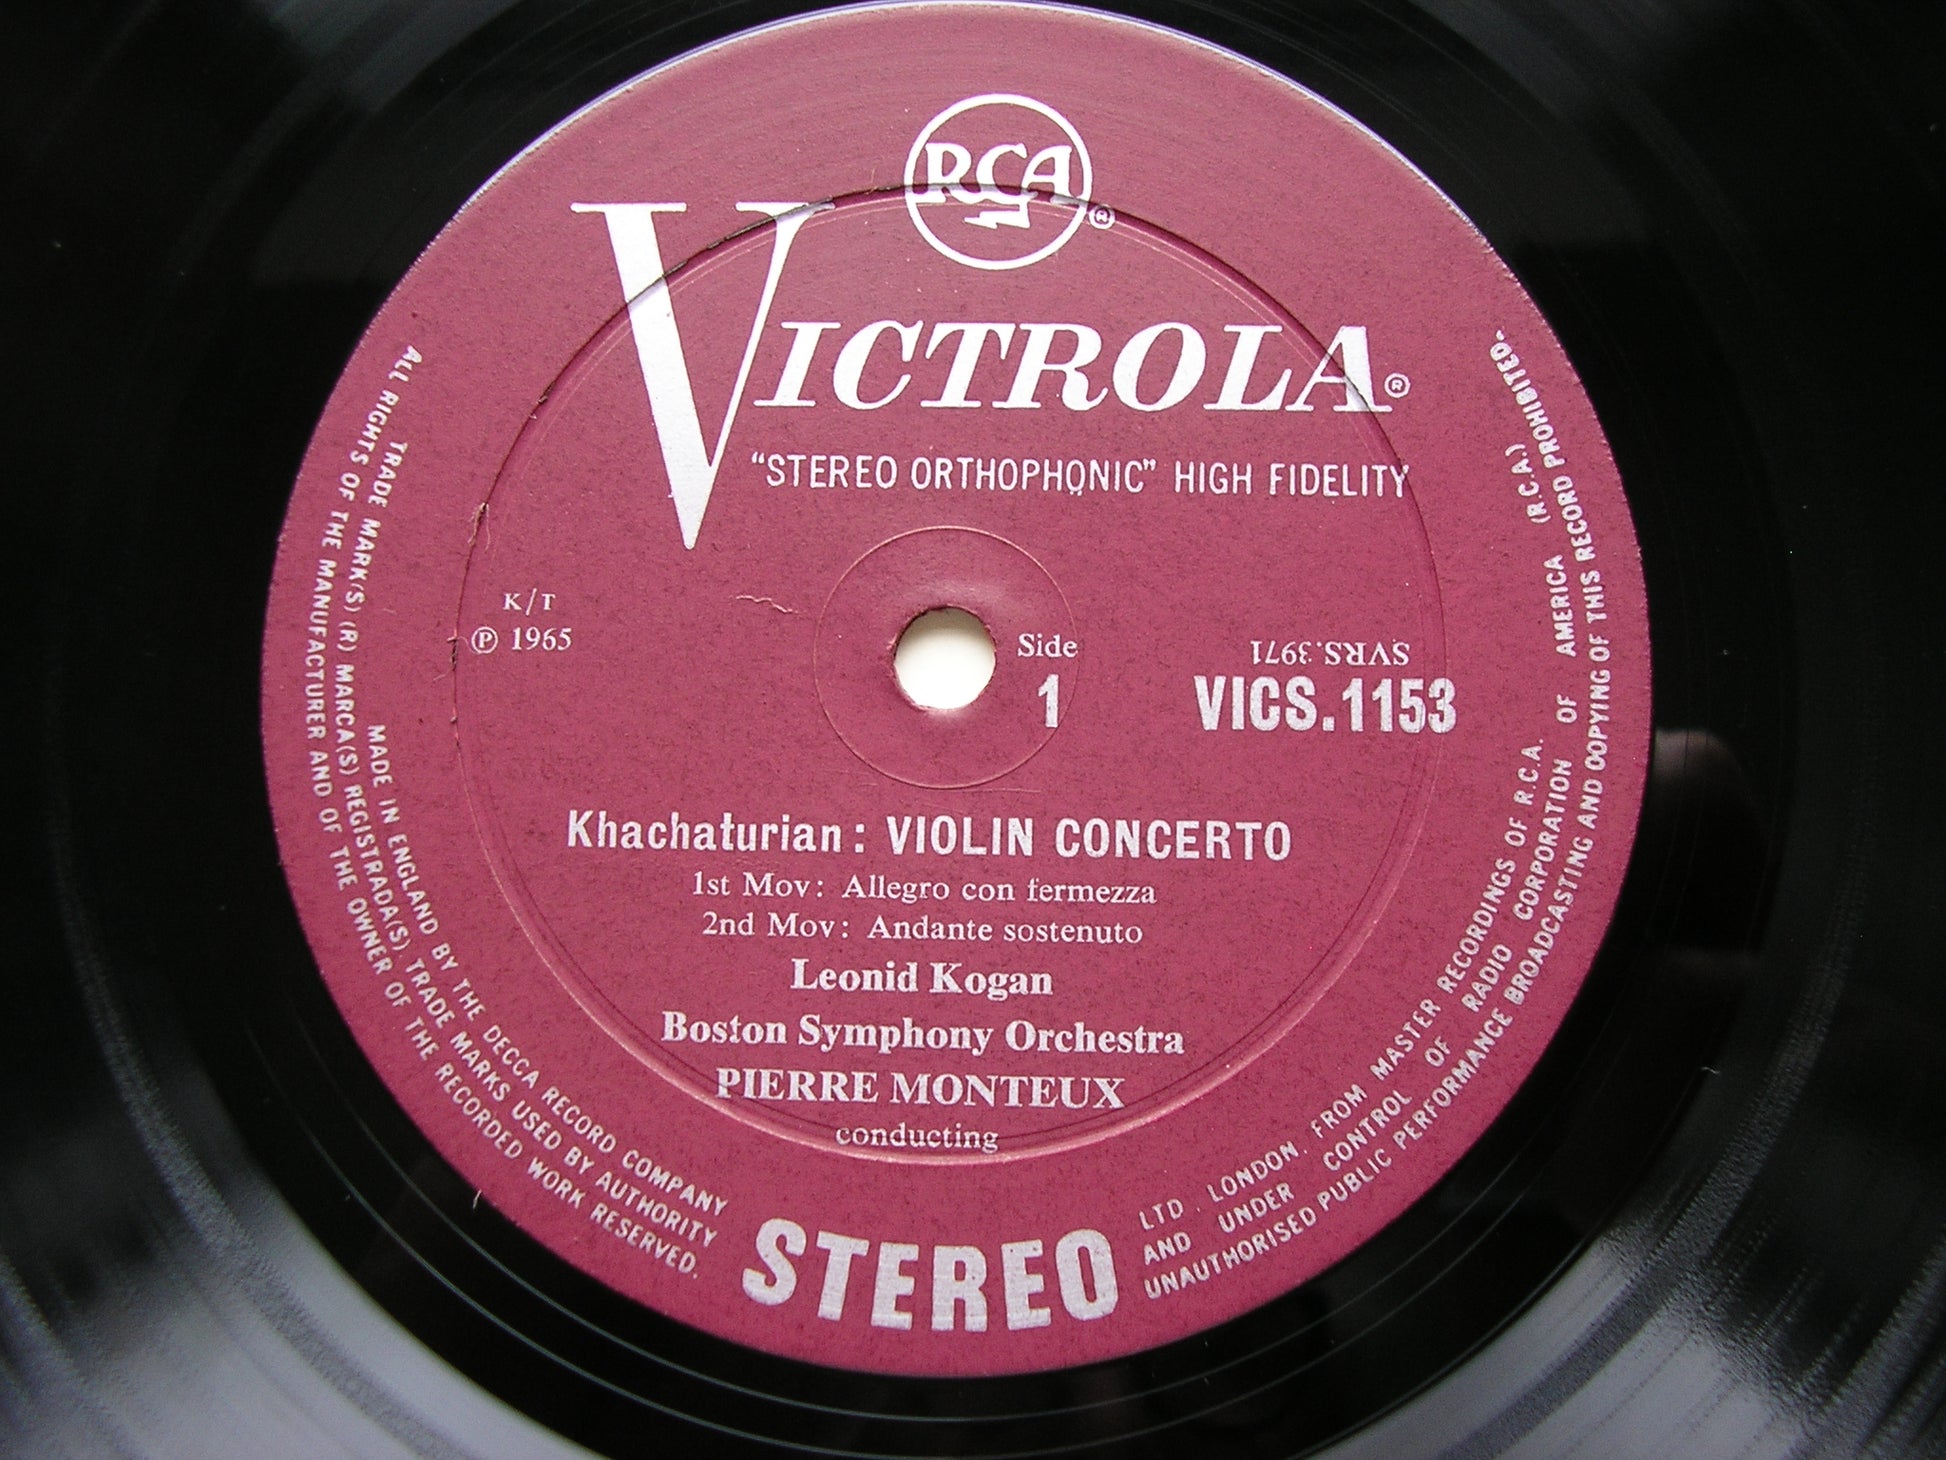 RCA ®
VICTROLA ®
"STEREO ORTHOPHONIC" HIGH FIDELITY
K/T
℗ 1965
Side
1
SVRS.3971
VICS.1153
Khachaturian: VIOLIN CONCERTO
1st Mov: Allegro con fermezza
2nd Mov: Andante sostenuto
Leonid Kogan
Boston Symphony Orchestra
PIERRE MONTEUX
conducting
STEREO
MADE IN ENGLAND BY THE DECCA RECORD COMPANY LTD. LONDON. FROM MASTER RECORDINGS OF R.C.A.
TRADE MARK(S) (R) MARCA(S) REGISTRADA(S). TRADE MARKS USED BY AUTHORITY AND UNDER CONTROL OF RADIO CORPORATION OF AMERICA (R.C.A.)
ALL RIGHTS OF THE MANUFACTURER AND OF THE OWNER OF THE RECORDED WORK RESERVED. UNAUTHORISED PUBLIC PERFORMANCE BROADCASTING AND COPYING OF THIS RECORD PROHIBITED.